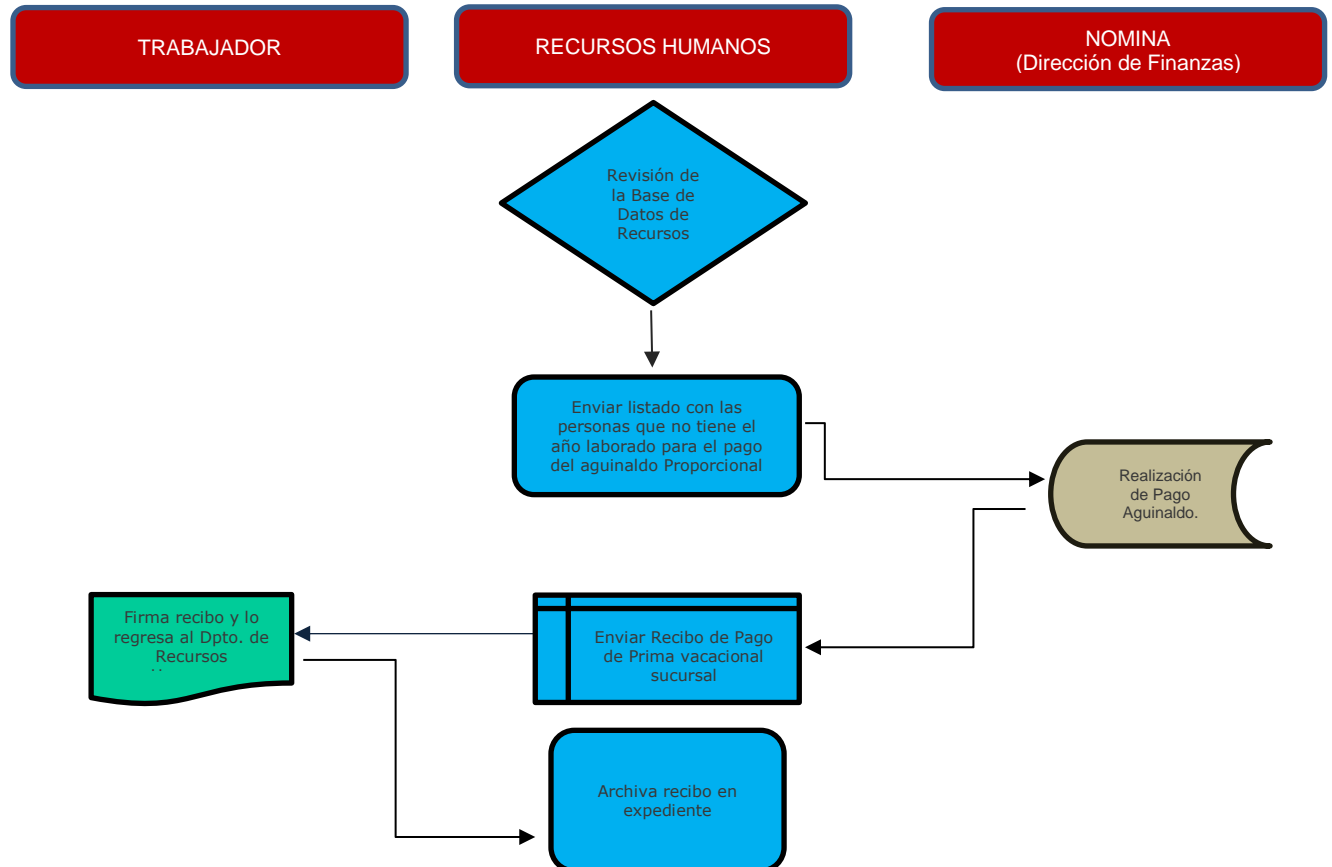 TRABAJADOR
RECURSOS HUMANOS
NOMINA
(Dirección de Finanzas)
Revisión de
la Base de
Datos de
Recursos
Enviar listado con las
personas que no tiene el
año laborado para el pago
del aguinaldo Proporcional
Realización
de Pago
Aguinaldo.
Firma recibo y lo
regresa al Dpto. de
Recursos
Enviar Recibo de Pago
de Prima vacacional
sucursal
Archiva recibo en
expediente